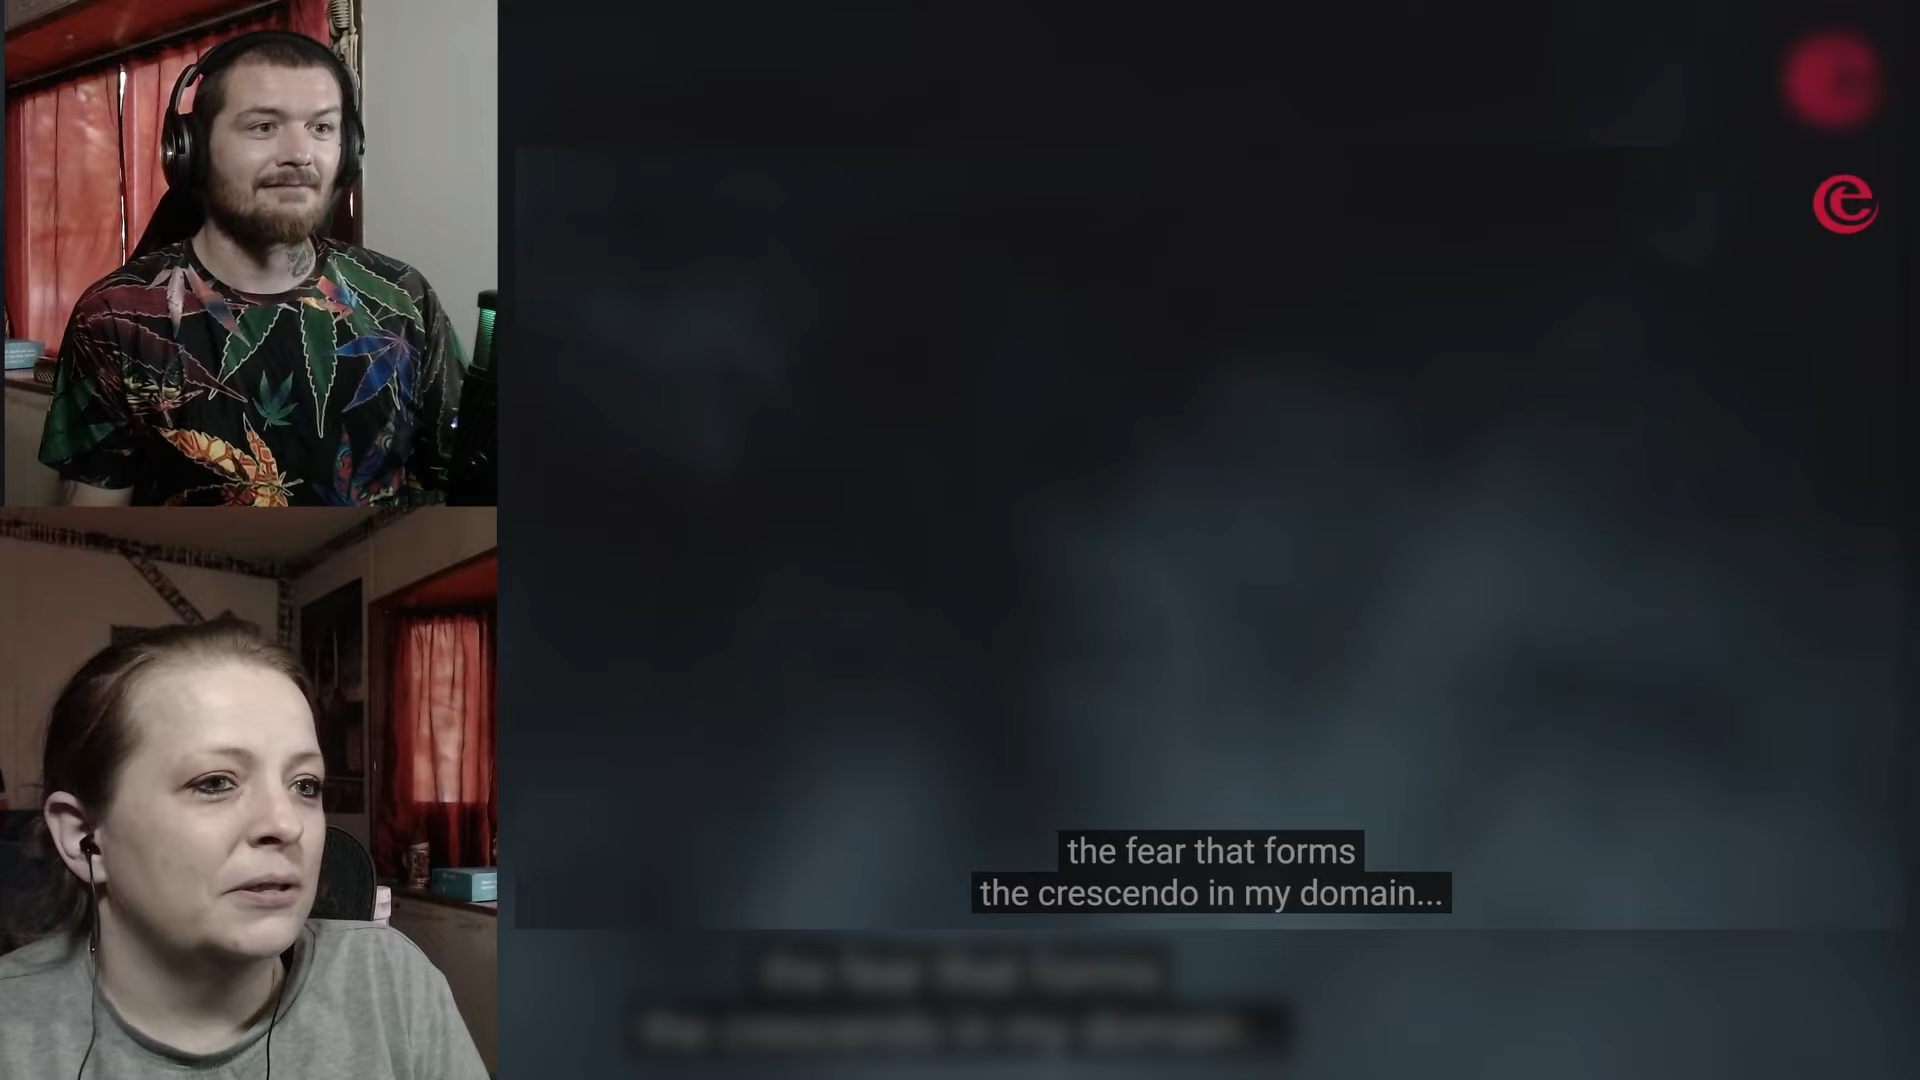 the fear that forms
the crescendo in my domain...